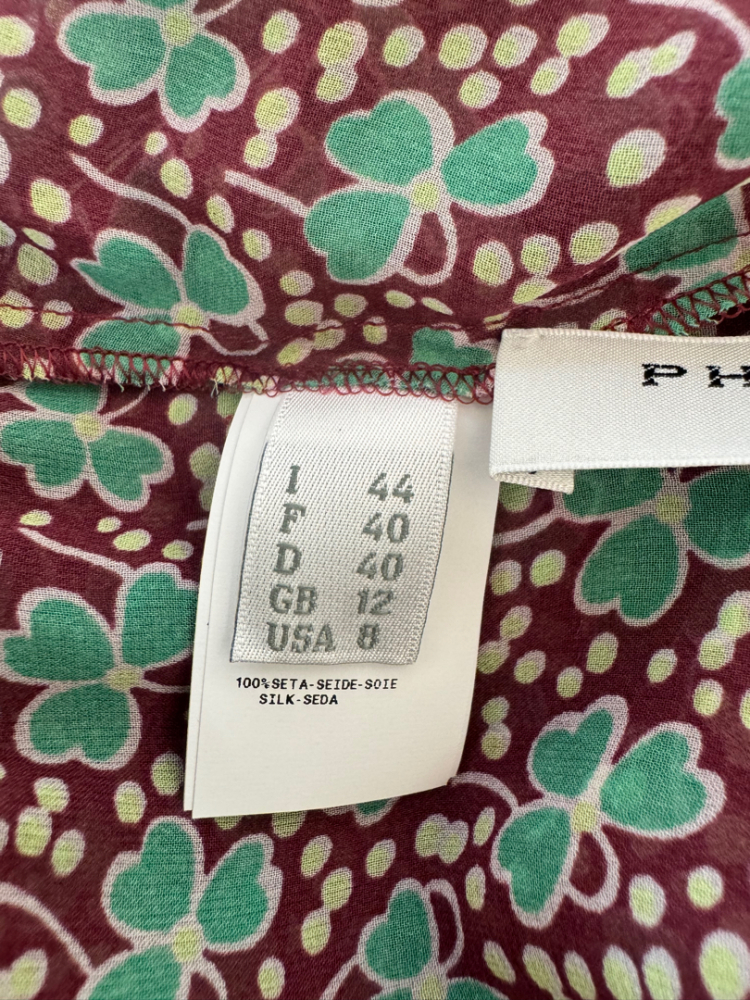 PH
I 44
F 40
D 40
GB 12
USA 8
100%SETA-SEIDE-SOIE
SILK-SEDA